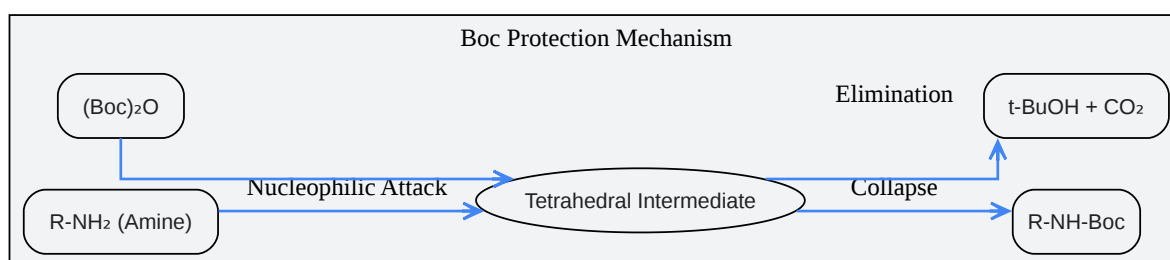 Boc Protection Mechanism
(Boc)₂O
Elimination
t-BuOH + CO₂
Nucleophilic Attack
Tetrahedral Intermediate
Collapse
R-NH₂ (Amine)
R-NH-Boc